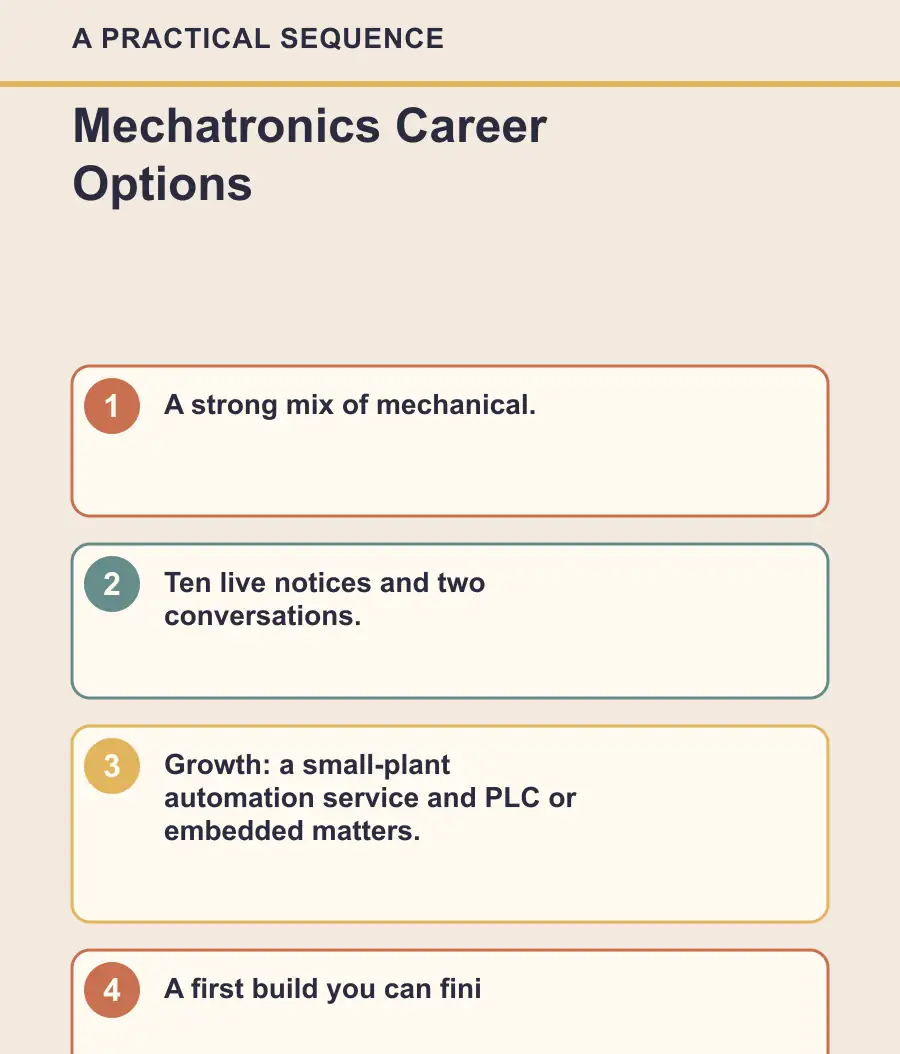 A PRACTICAL SEQUENCE
Mechatronics Career
Options
1
A strong mix of mechanical.
2
Ten live notices and two
conversations.
3
Growth: a small-plant
automation service and PLC or
embedded matters.
4
A first build you can fini